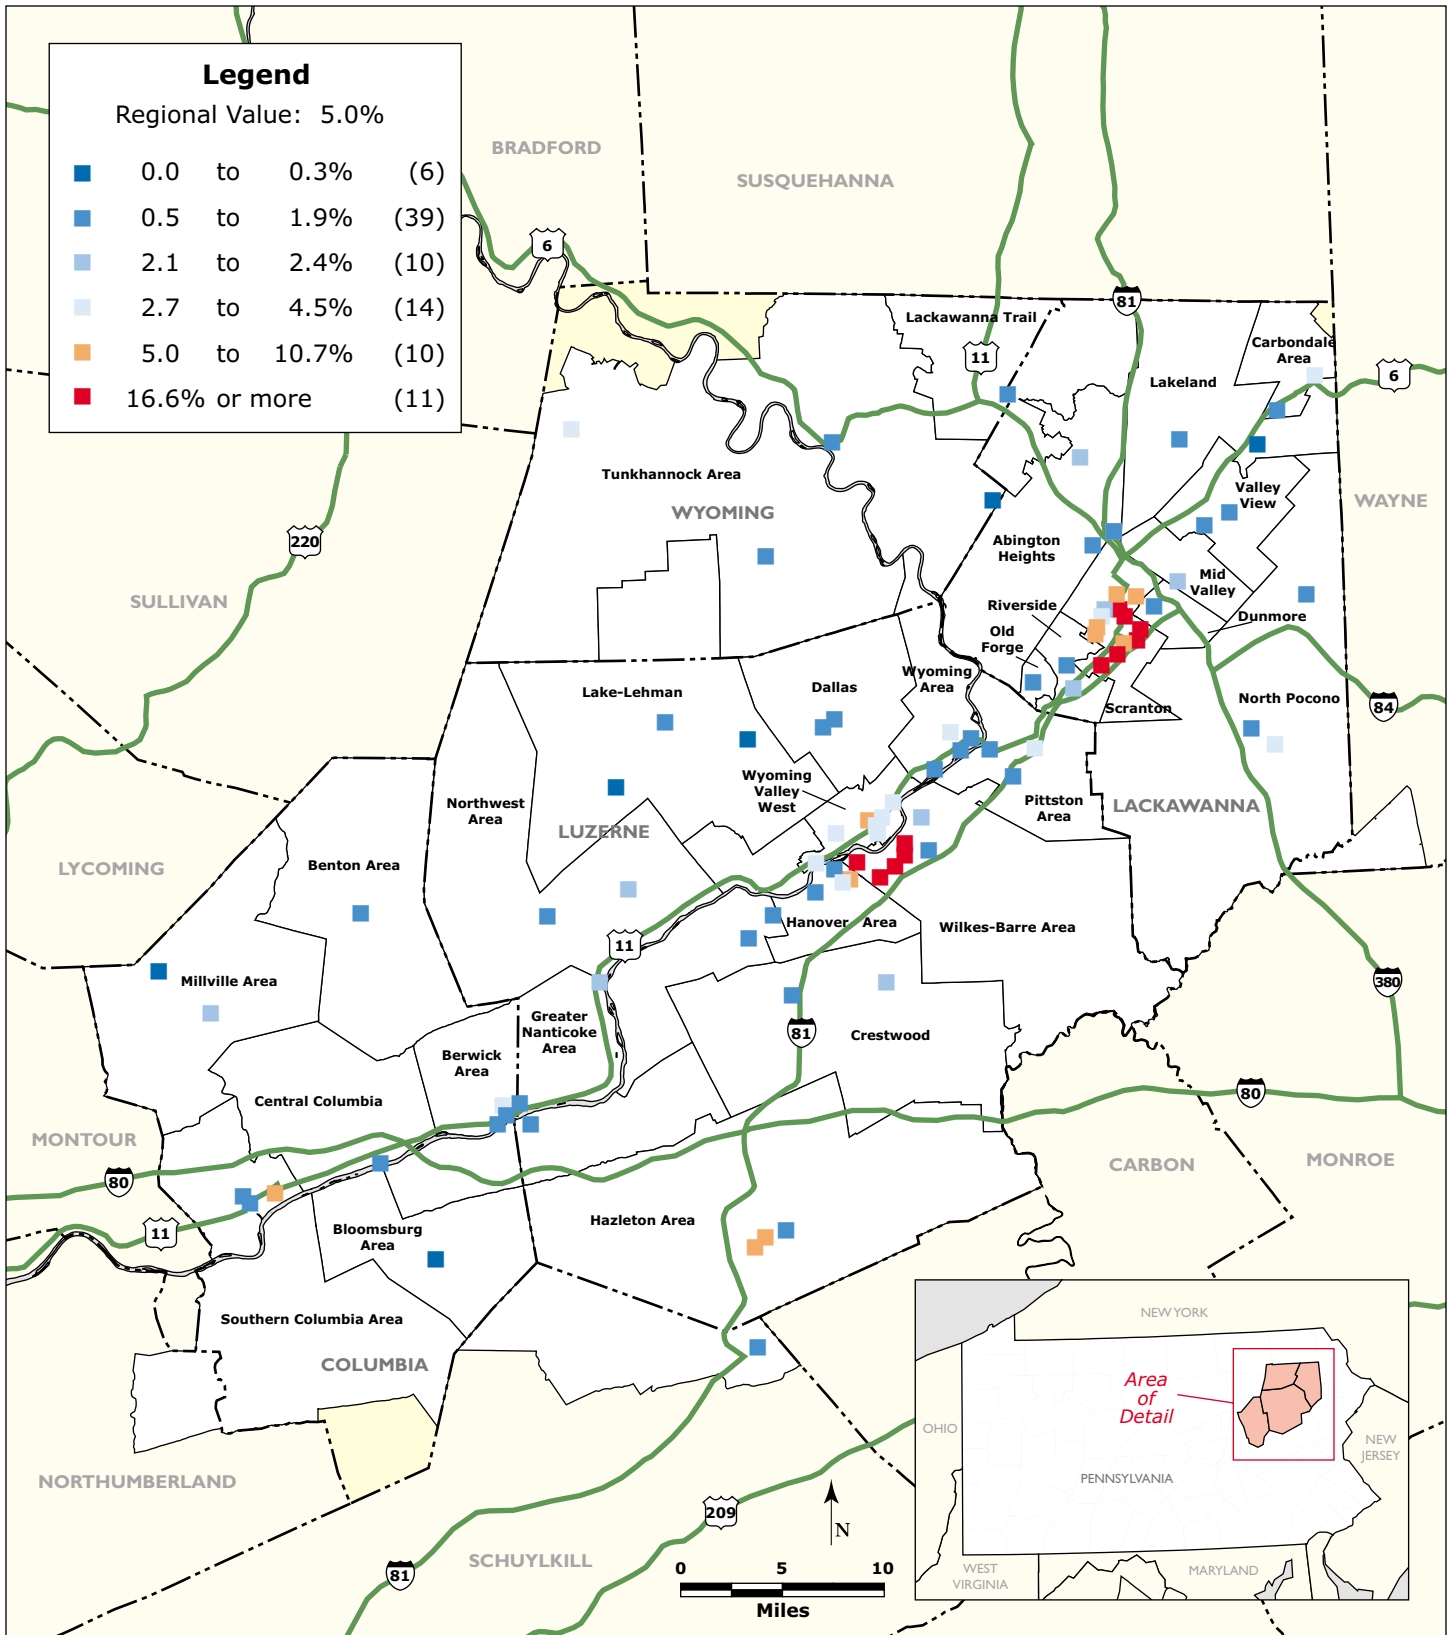 Legend
Regional Value: 5.0%
0.0 to 0.3% (6)
0.5 to 1.9% (39)
2.1 to 2.4% (10)
2.7 to 4.5% (14)
5.0 to 10.7% (10)
16.6% or more (11)
BRADFORD
SUSQUEHANNA
6
81
Lackawanna Trail
11
Carbondale
Area
6
Lakeland
Tunkhannock Area
WYOMING
Valley
View
WAYNE
220
Abington
Heights
SULLIVAN
Mid
Valley
Riverside
Dunmore
Old
Forge
Wyoming
Area
Lake-Lehman
Dallas
North Pocono
84
Scranton
Wyoming
Valley
West
Northwest
Area
Pittston
Area
LACKAWANNA
LUZERNE
LYCOMING
Benton Area
Hanover Area
Wilkes-Barre Area
11
Millville Area
380
Greater
Nanticoke
Area
81
Crestwood
Berwick
Area
80
Central Columbia
MONTOUR
CARBON
MONROE
80
11
Bloomsburg
Area
Hazleton Area
Southern Columbia Area
COLUMBIA
NEW YORK
Area
of
Detail
OHIO
NEW
JERSEY
PENNSYLVANIA
NORTHUMBERLAND
209
N
SCHUYLKILL
81
0 5 10
Miles
WEST
VIRGINIA
MARYLAND